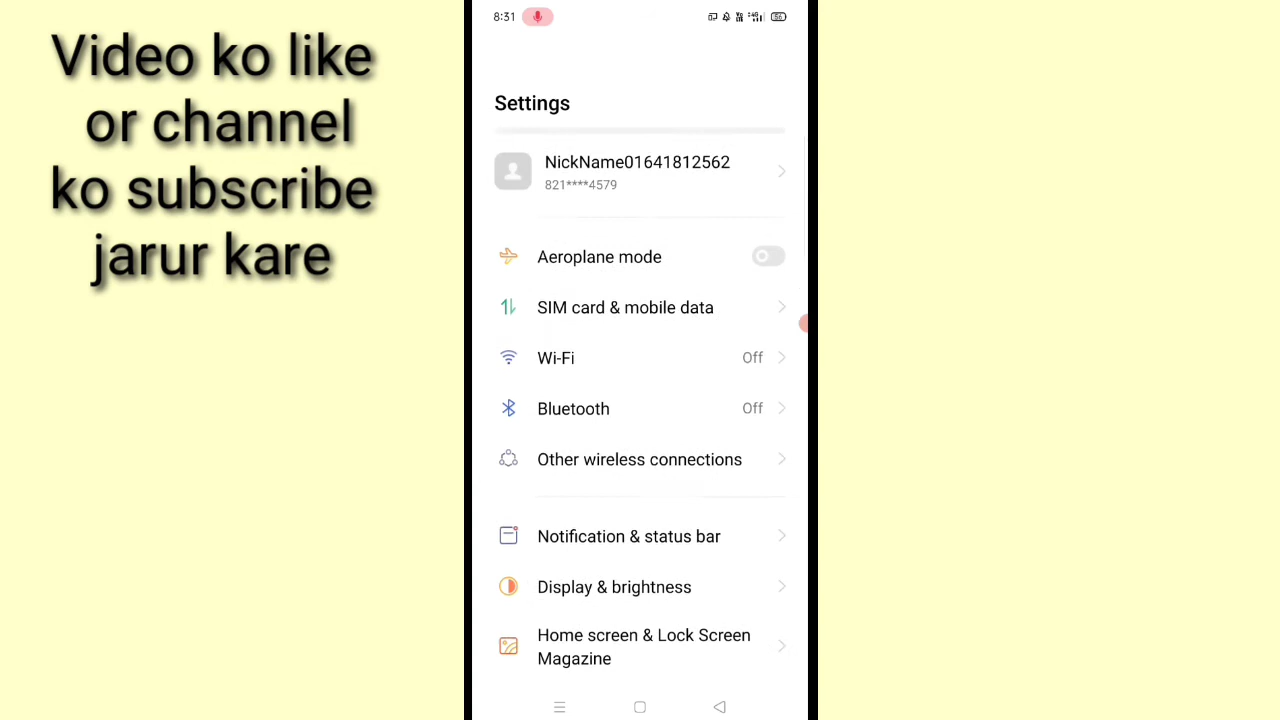 Video ko like
or channel
ko subscribe
jarur kare
8:31
56
Settings
NickName01641812562
821****4579
Aeroplane mode
SIM card & mobile data
Wi-Fi Off
Bluetooth Off
Other wireless connections
Notification & status bar
Display & brightness
Home screen & Lock Screen
Magazine